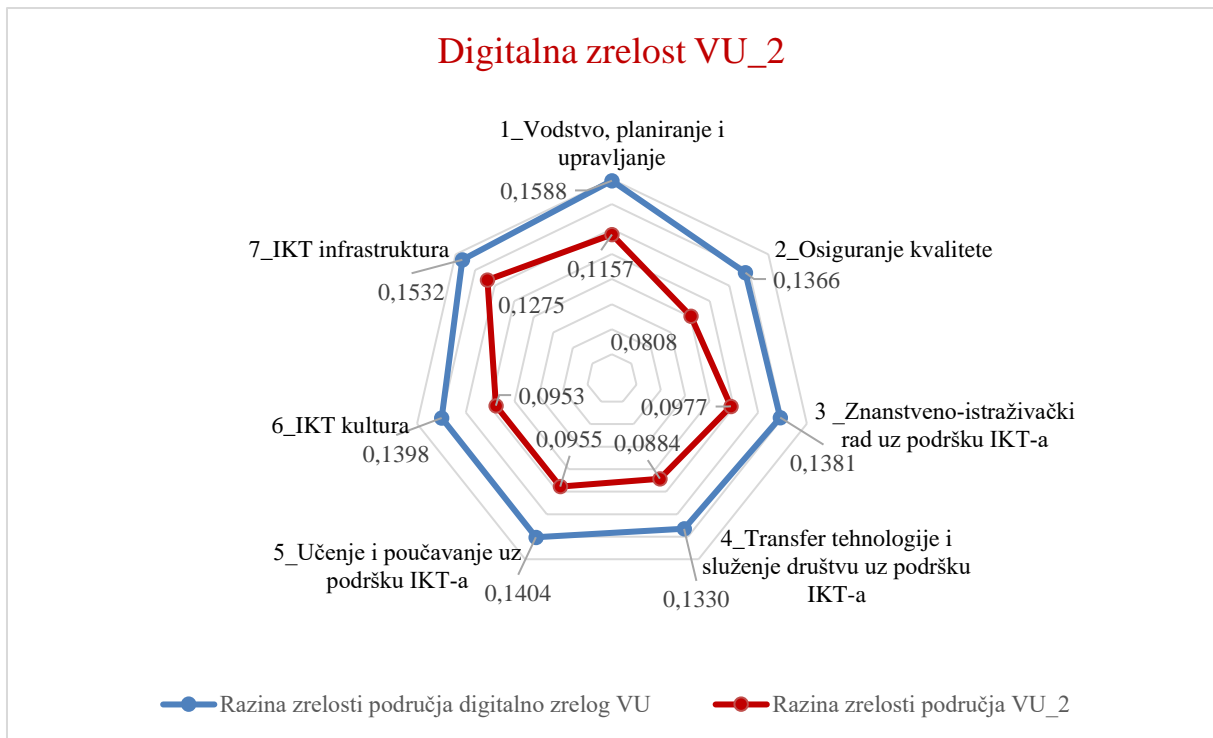 Digitalna zrelost VU_2
1_Vodstvo, planiranje i
upravljanje
0,1588
7_IKT infrastruktura
2_Osiguranje kvalitete
0,1157
0,1366
0,1532
0,1275
0,0808
0,0953
0,0977
3 _Znanstveno-istraživački
rad uz podršku IKT-a
6_IKT kultura
0,1398
0,0955
0,0884
0,1381
5_Učenje i poučavanje uz
podršku IKT-a
0,1404
4_Transfer tehnologije i
služenje društvu uz podršku
IKT-a
0,1330
Razina zrelosti područja digitalno zrelog VU
Razina zrelosti područja VU_2